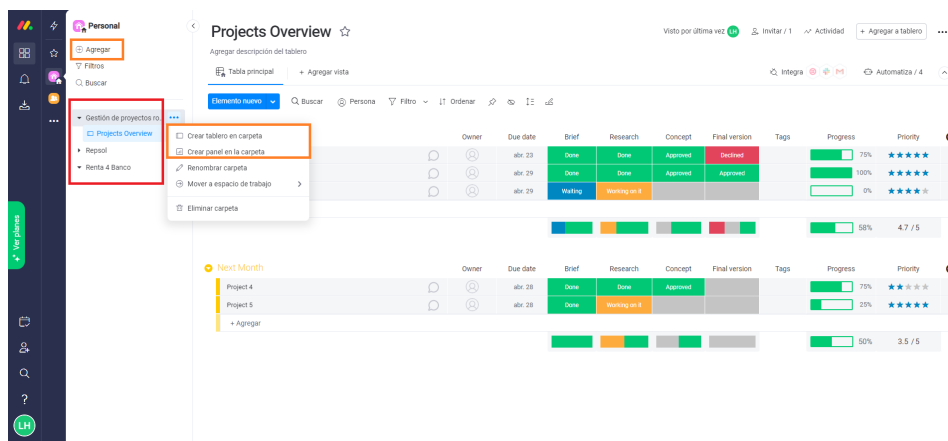 Personal
Agregar
Filtros
Buscar
Gestión de proyectos ro...
Projects Overview
Repsol
Renta 4 Banco
Crear tablero en carpeta
Crear panel en la carpeta
Renombrar carpeta
Mover a espacio de trabajo
Eliminar carpeta
Ver planes
?
LH
Projects Overview
Visto por últim a vez LH Invitar / 1 Actividad + Agregar a tablero
Agregar descripción del tablero
Tabla principal + Agregar vista Integra M Automatiza / 4
Elemento nuevo Buscar Persona Filtro Ordenar
Owner Due date Brief Research Concept Final version Tags Progress Priority
abr. 23 Done Done Approved Declined 75%
abr. 29 Done Done Approved Approved 100%
abr. 29 Waiting Working on it 0%
58% 4.7 / 5
Next Month Owner Due date Brief Research Concept Final version Tags Progress Priority
Project 4 abr. 28 Done Done Approved 75%
Project 5 abr. 28 Done Working on it 25%
+ Agregar
50% 3.5 / 5